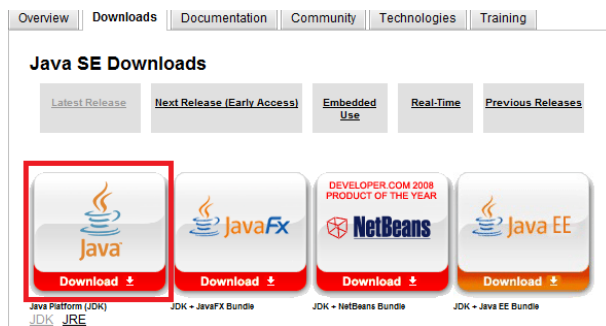 Overview Downloads Documentation Community Technologies Training
Java SE Downloads
Latest Release Next Release (Early Access) Embedded Use Real-Time Previous Releases
DEVELOPER.COM 2008
PRODUCT OF THE YEAR
Java JavaFx NetBeans Java EE
Download Download Download Download
Java Platform (JDK) JDK + JavaFX Bundle JDK + NetBeans Bundle JDK + Java EE Bundle
JDK JRE